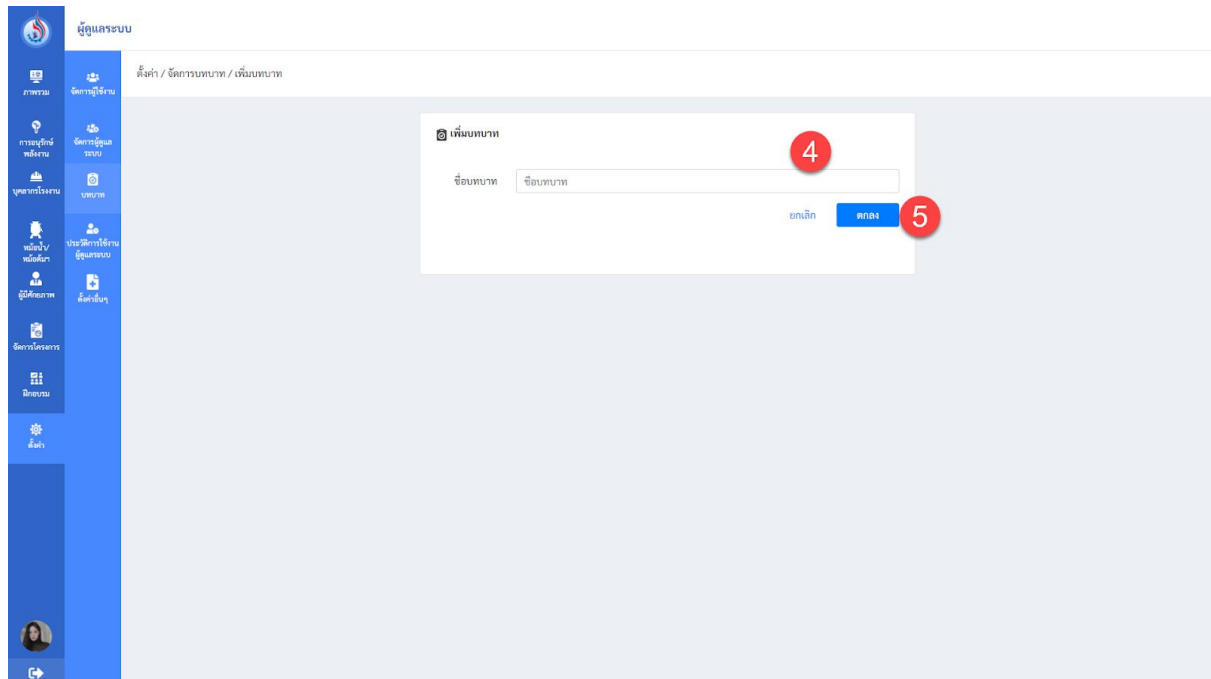 ผู้ดูแลระบบ
ตั้งค่า / จัดการบทบาท / เพิ่มบทบาท
ภาพรวม
การอนุรักษ์
พลังงาน
บุคลากรโรงงาน
หม้อน้ำ/
หม้อต้มฯ
ผู้มีศักยภาพ
จัดการโครงการ
ฝึกอบรม
ตั้งค่า
จัดการผู้ใช้งาน
จัดการผู้ดูแล
ระบบ
บทบาท
ประวัติการใช้งาน
ผู้ดูแลระบบ
ตั้งค่าอื่นๆ
เพิ่มบทบาท
4
ชื่อบทบาท ชื่อบทบาท
ยกเลิก ตกลง 5